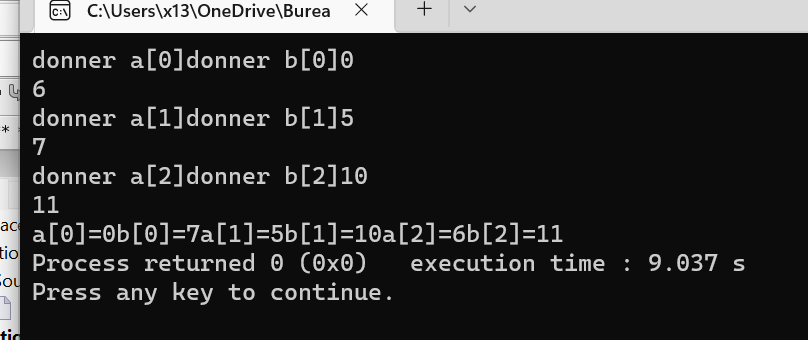 C:\Users\x13\OneDrive\Burea
donner a[0]donner b[0]0
6
donner a[1]donner b[1]5
7
donner a[2]donner b[2]10
11
a[0]=0b[0]=7a[1]=5b[1]=10a[2]=6b[2]=11
Process returned 0 (0x0)   execution time : 9.037 s
Press any key to continue.